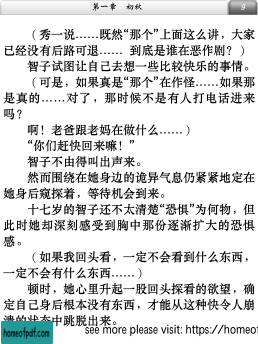 第一章 初秋
9
(秀一说……既然“那个”上面这么讲，大家
已经没有后路可退…… 到底是谁在恶作剧？)
智子试图让自己去想一些比较快乐的事情。
(可是，如果真是“那个”在作怪……如果那
是真的……对了，那时候不是有人打电话进来
吗？
啊！老爸跟老妈在做什么……)
“你们赶快回来嘛！”
智子不由得叫出声来。
然而围绕在她身边的诡异气息仍紧紧地定在
她身后窥探着，等待机会到来。
十七岁的智子还不太清楚“恐惧”为何物，但
此时她却深刻感受到胸中那份逐渐扩大的恐惧
感。
(如果我回头看，一定不会看到什么东西，
一定不会有什么东西……)
顿时，她心里升起一股回头探看的欲望，确
定自己身后根本没有东西，才能从这种快令人崩
溃的状态中跳脱出来。
homeofpdf.com
see more please visit: https://homeof